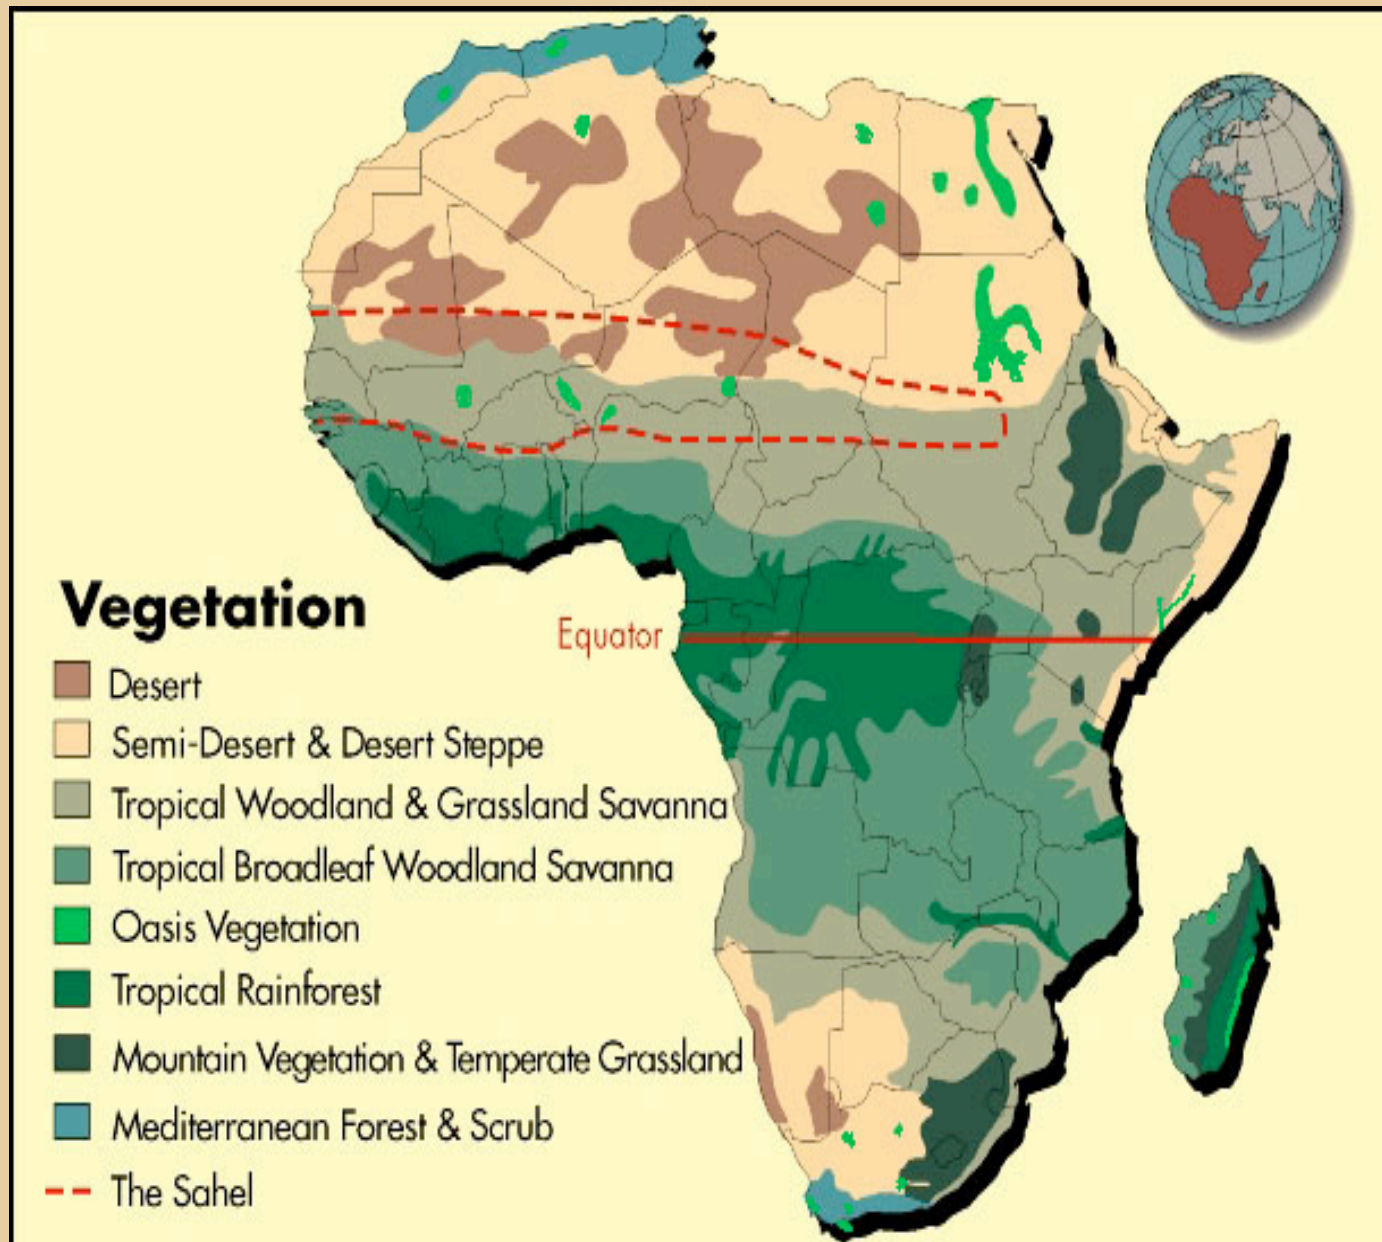 Equator
Vegetation
Desert
Semi-Desert & Desert Steppe
Tropical Woodland & Grassland Savanna
Tropical Broadleaf Woodland Savanna
Oasis Vegetation
Tropical Rainforest
Mountain Vegetation & Temperate Grassland
Mediterranean Forest & Scrub
The Sahel